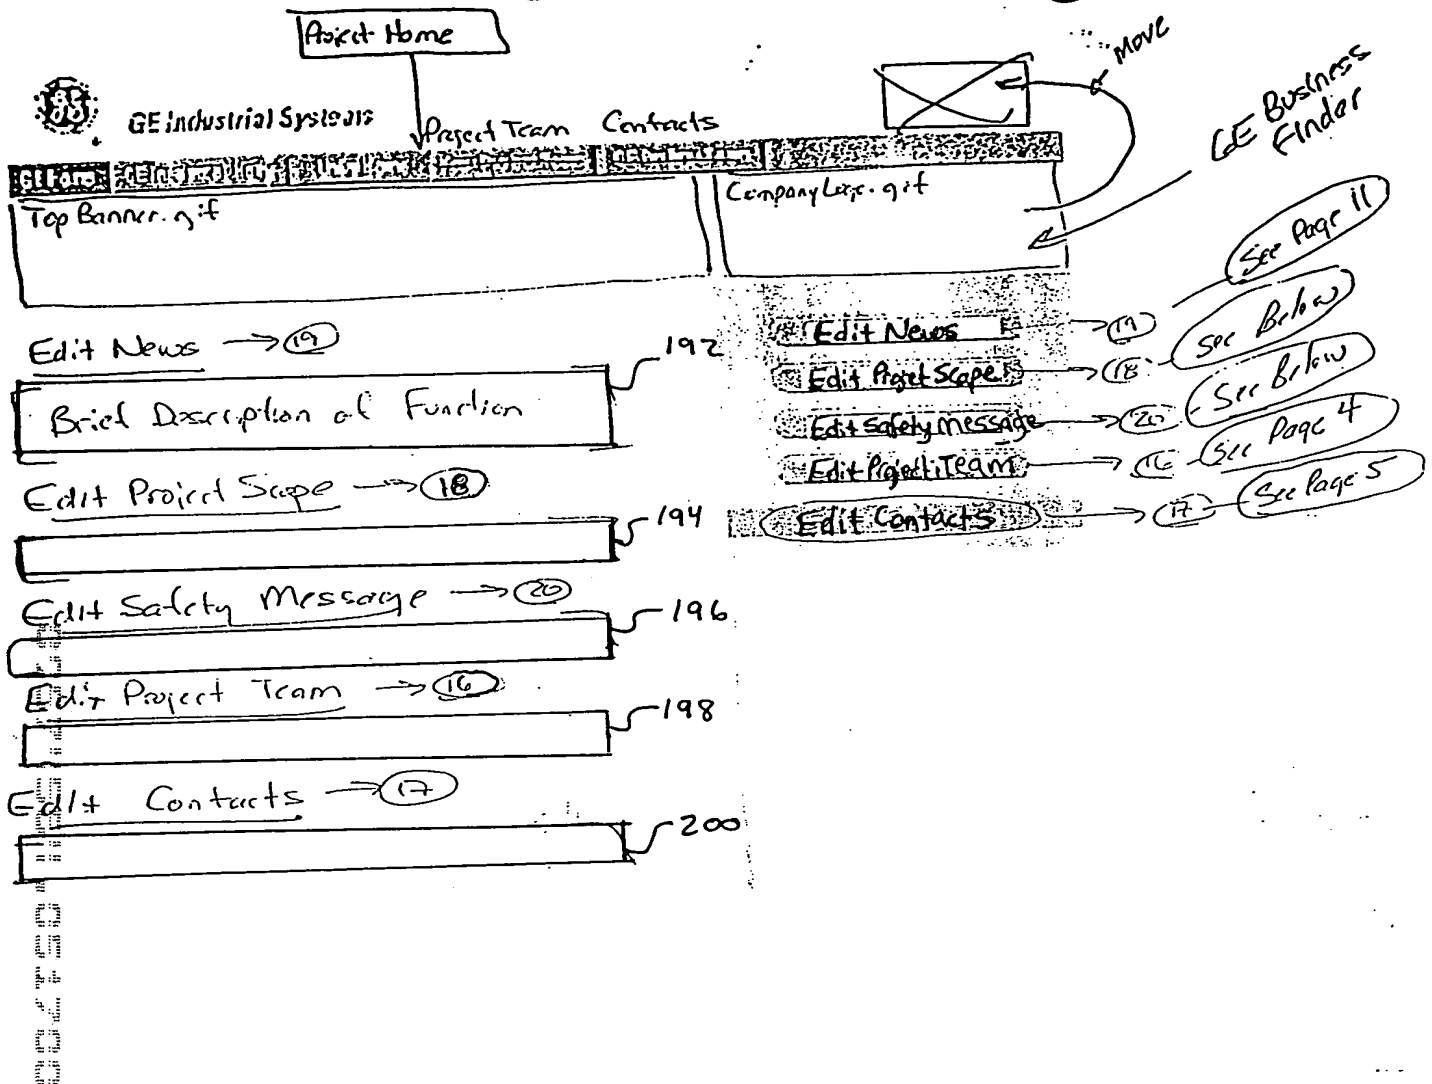 Project Home
MOVE
GE Business
Finder
GE Industrial Systems
Project Team Contacts
Top Banner.gif
Company Logo.gif
See Page 11
Edit News → 19
Edit News → 19
See Below
192
Brief Description of Function
Edit Project Scope → 18
See Below
Edit Safety Message → 20
See Page 4
Edit Project Team → 16
See Page 5
Edit Contacts → 17
Edit Project Scope → 18
194
Edit Safety Message → 20
196
Edit Project Team → 16
198
Edit Contacts → 17
200